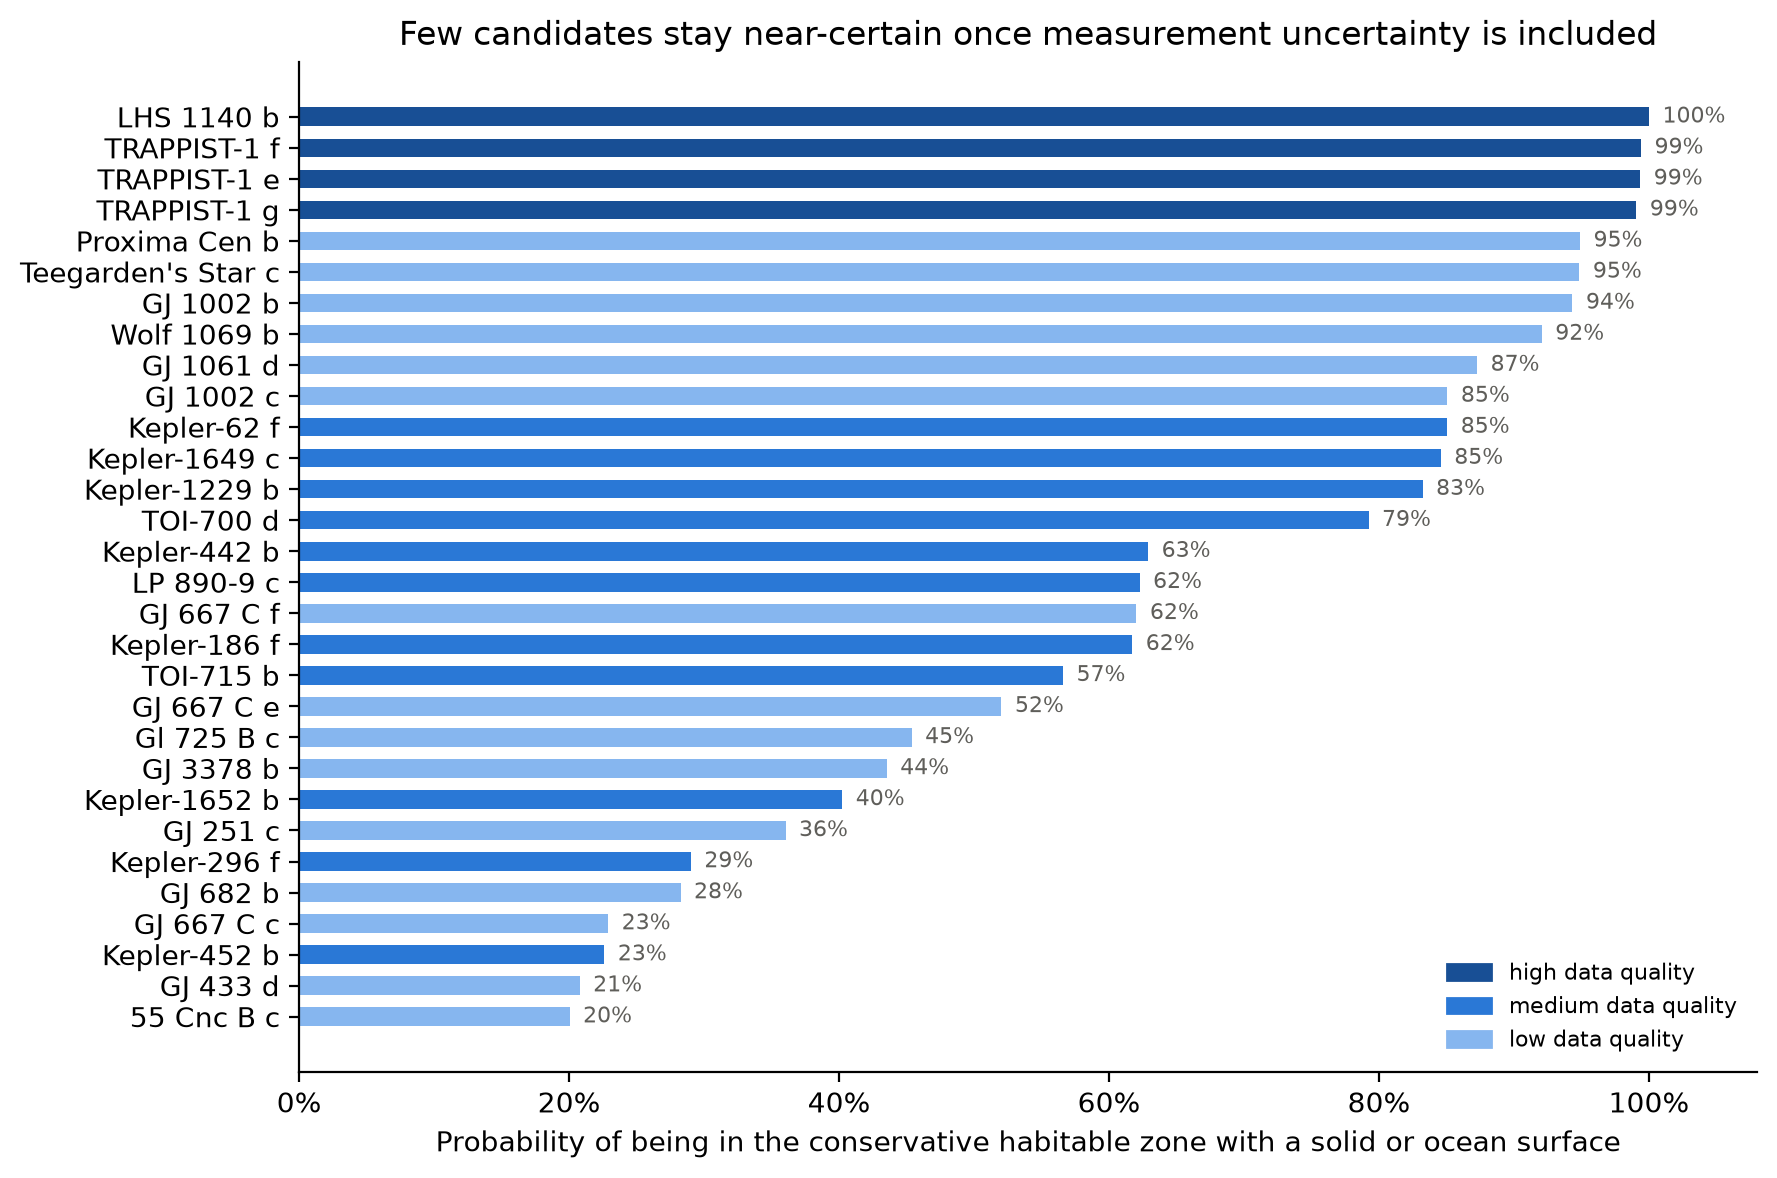 Few candidates stay near-certain once measurement uncertainty is included
LHS 1140 b 100%
TRAPPIST-1 f 99%
TRAPPIST-1 e 99%
TRAPPIST-1 g 99%
Proxima Cen b 95%
Teegarden's Star c 95%
GJ 1002 b 94%
Wolf 1069 b 92%
GJ 1061 d 87%
GJ 1002 c 85%
Kepler-62 f 85%
Kepler-1649 c 85%
Kepler-1229 b 83%
TOI-700 d 79%
Kepler-442 b 63%
LP 890-9 c 62%
GJ 667 C f 62%
Kepler-186 f 62%
TOI-715 b 57%
GJ 667 C e 52%
Gl 725 B c 45%
GJ 3378 b 44%
Kepler-1652 b 40%
GJ 251 c 36%
Kepler-296 f 29%
GJ 682 b 28%
GJ 667 C c 23%
Kepler-452 b 23%
GJ 433 d 21%
55 Cnc B c 20%
high data quality
medium data quality
low data quality
0% 20% 40% 60% 80% 100%
Probability of being in the conservative habitable zone with a solid or ocean surface